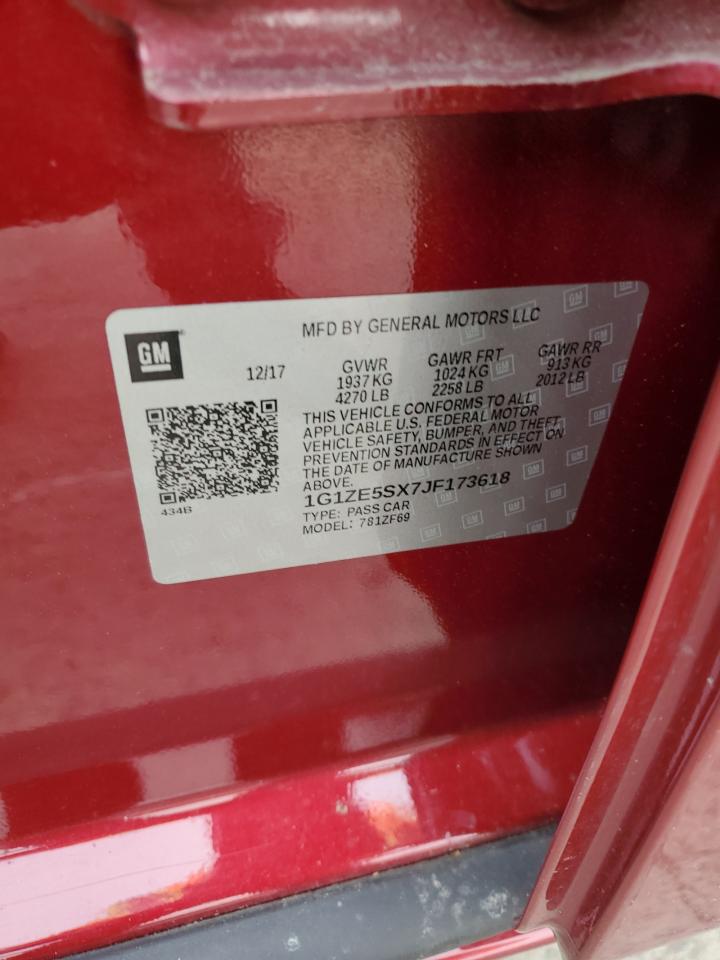 GM
MFD BY GENERAL MOTORS LLC
12/17
GVWR
1937 KG
4270 LB
GAWR FRT
1024 KG
2258 LB
GAWR RR
913 KG
2012 LB
THIS VEHICLE CONFORMS TO ALL
APPLICABLE U.S. FEDERAL MOTOR
VEHICLE SAFETY, BUMPER, AND THEFT
PREVENTION STANDARDS IN EFFECT ON
THE DATE OF MANUFACTURE SHOWN
ABOVE.
1G1ZE5SX7JF173618
TYPE: PASS CAR
MODEL: 781ZF69
434B